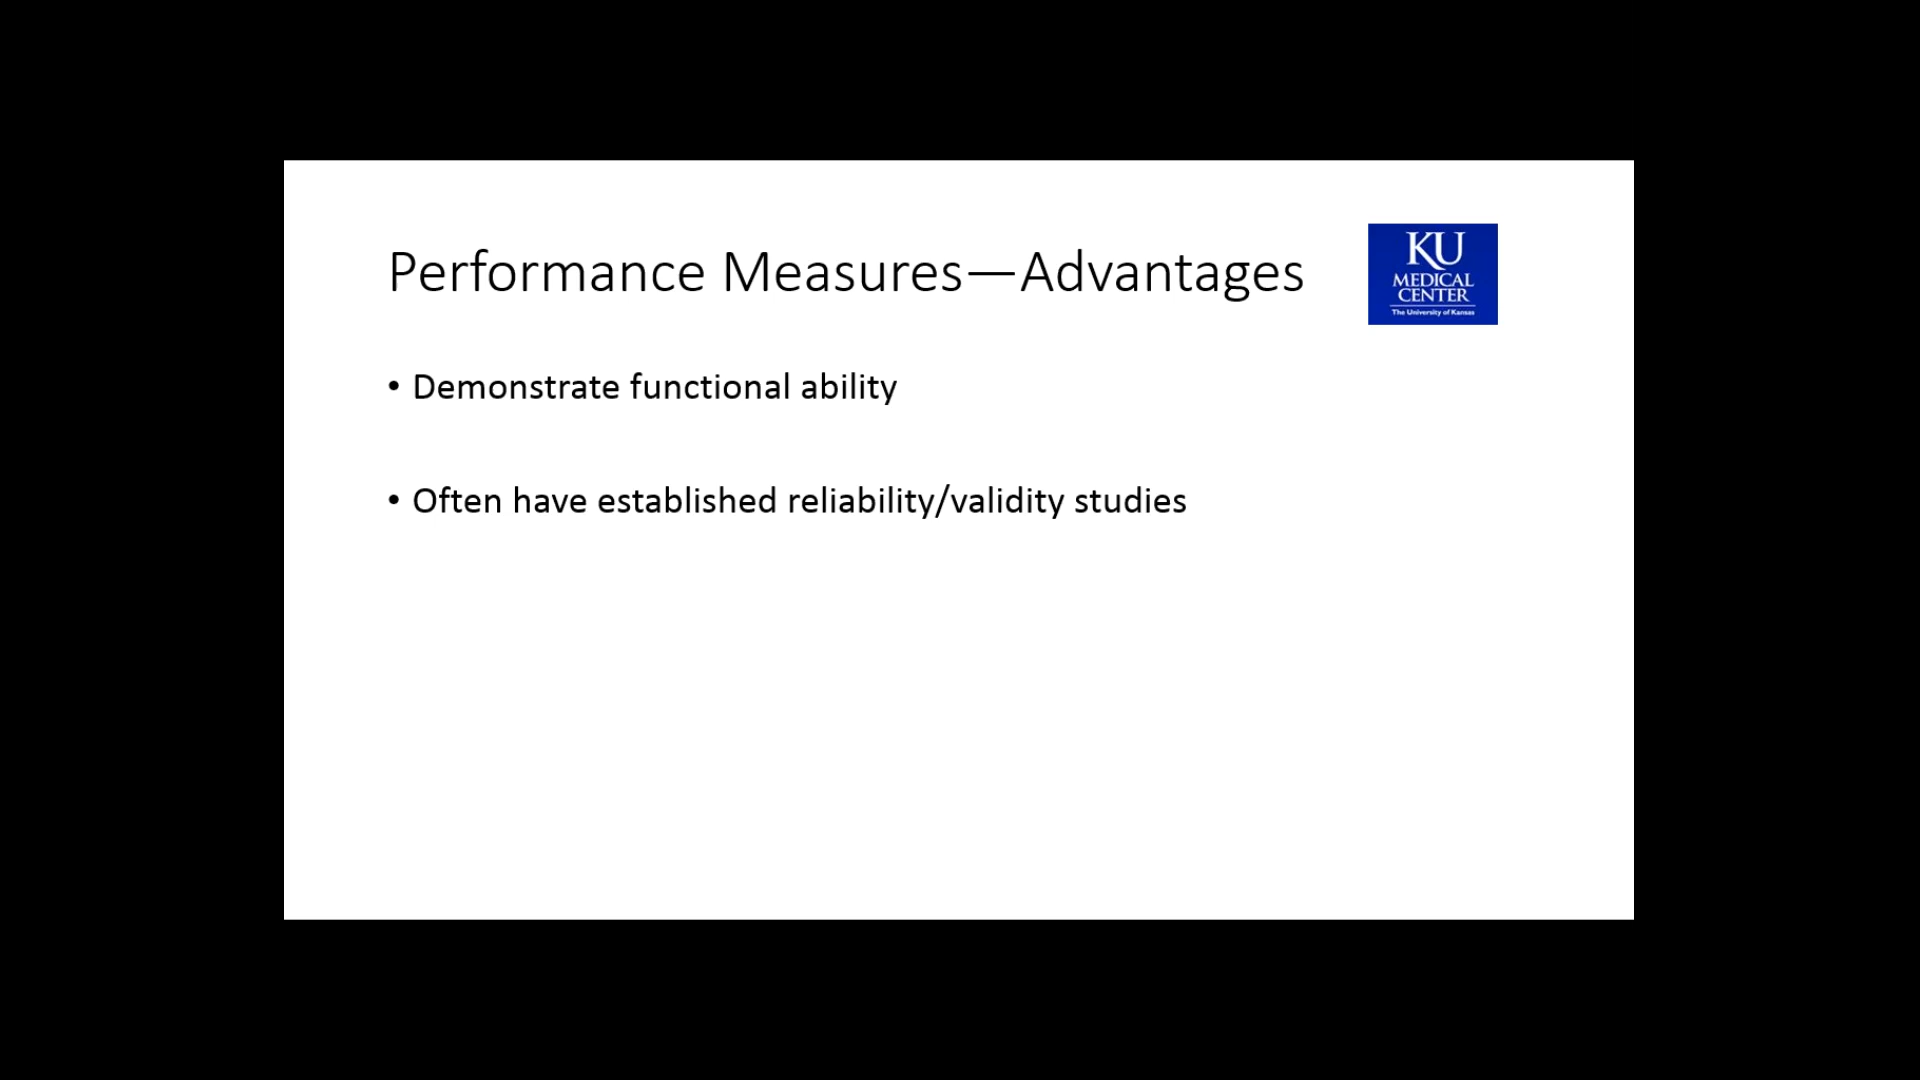 Performance Measures—Advantages
KU
MEDICAL
CENTER
The University of Kansas
• Demonstrate functional ability
• Often have established reliability/validity studies